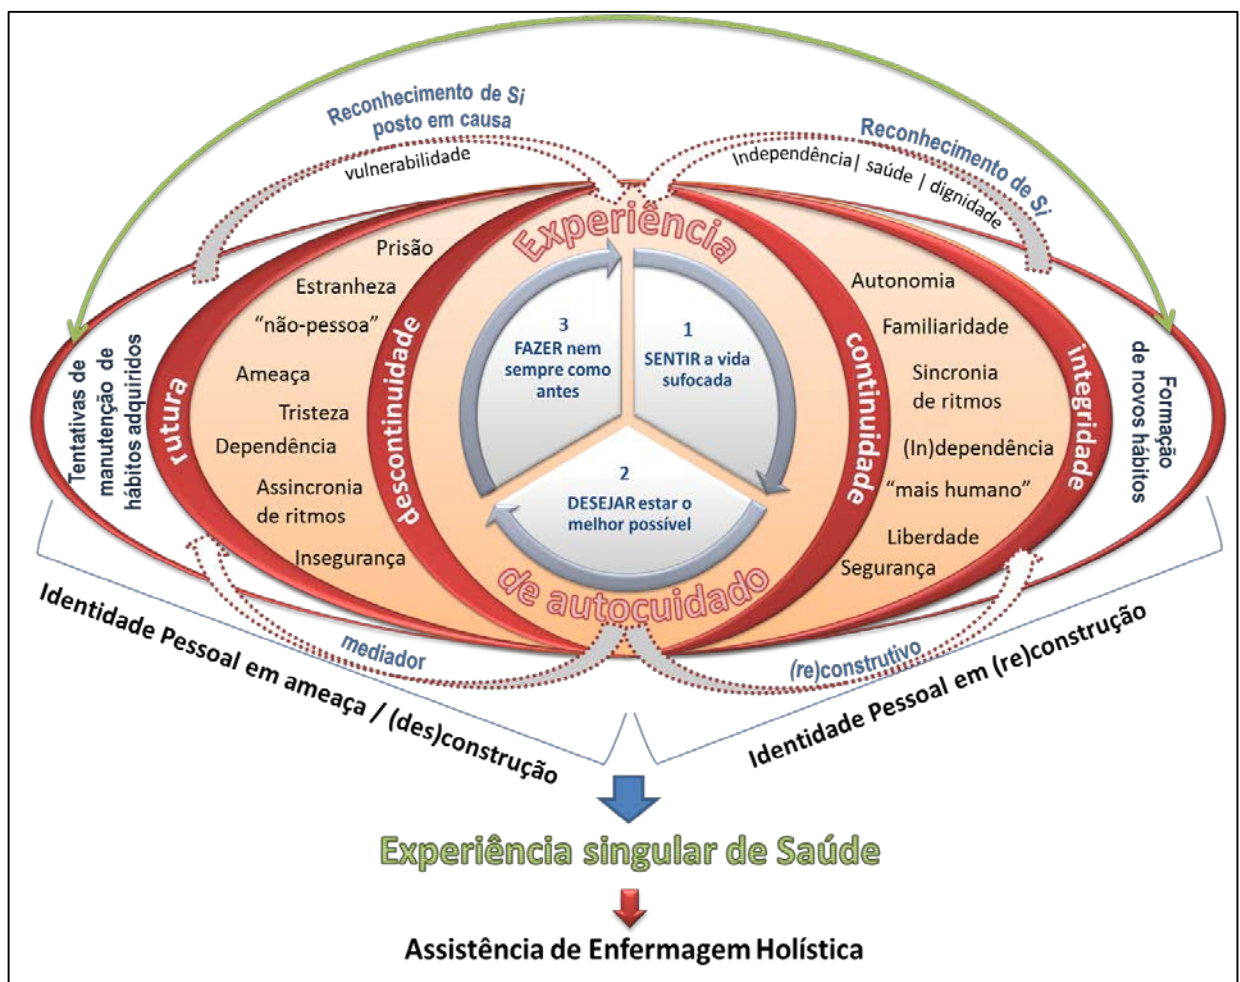 Reconhecimento de Si
posto em causa
vulnerabilidade
Reconhecimento de Si
Independência| saúde | dignidade
Experiência
de autocuidado
1
SENTIR a vida
sufocada
2
DESEJAR estar o
melhor possível
3
FAZER nem
sempre como
antes
Tentativas de
manutenção de
hábitos adquiridos
rutura
Prisão
Estranheza
“não-pessoa”
Ameaça
Tristeza
Dependência
Assincronia
de ritmos
Insegurança
descontinuidade
continuidade
Autonomia
Familiaridade
Sincronia
de ritmos
(In)dependência
“mais humano”
Liberdade
Segurança
integridade
Formação
de novos hábitos
mediador
(re)construtivo
Identidade Pessoal em ameaça / (des)construção
Identidade Pessoal em (re)construção
Experiência singular de Saúde
Assistência de Enfermagem Holística